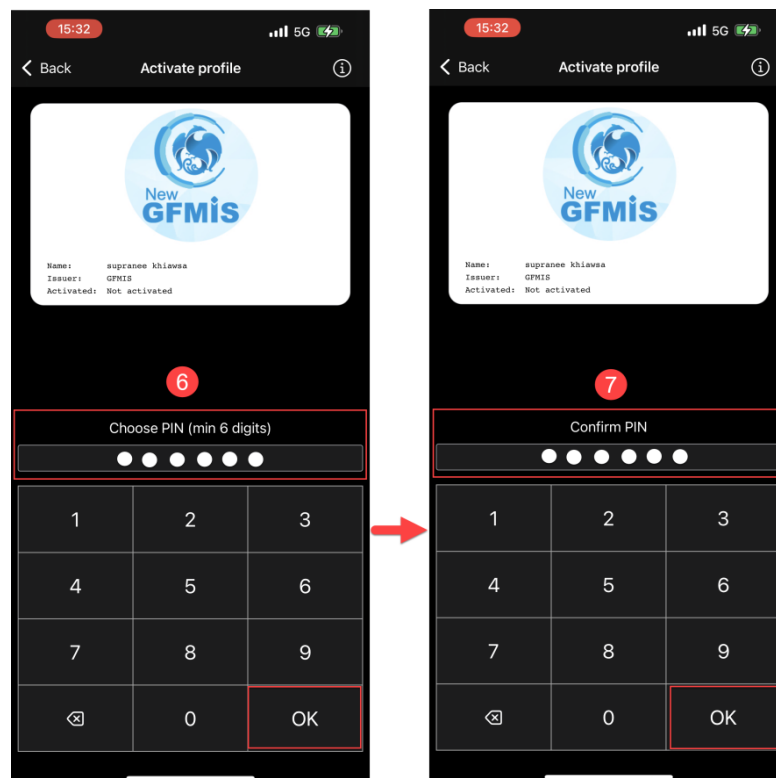 15:32
5G
Back
Activate profile
New
GFMIS
Name: supranee khiawsa
Issuer: GFMIS
Activated: Not activated
6
Choose PIN (min 6 digits)
1 2 3
4 5 6
7 8 9
0 OK
15:32
5G
Back
Activate profile
New
GFMIS
Name: supranee khiawsa
Issuer: GFMIS
Activated: Not activated
7
Confirm PIN
1 2 3
4 5 6
7 8 9
0 OK